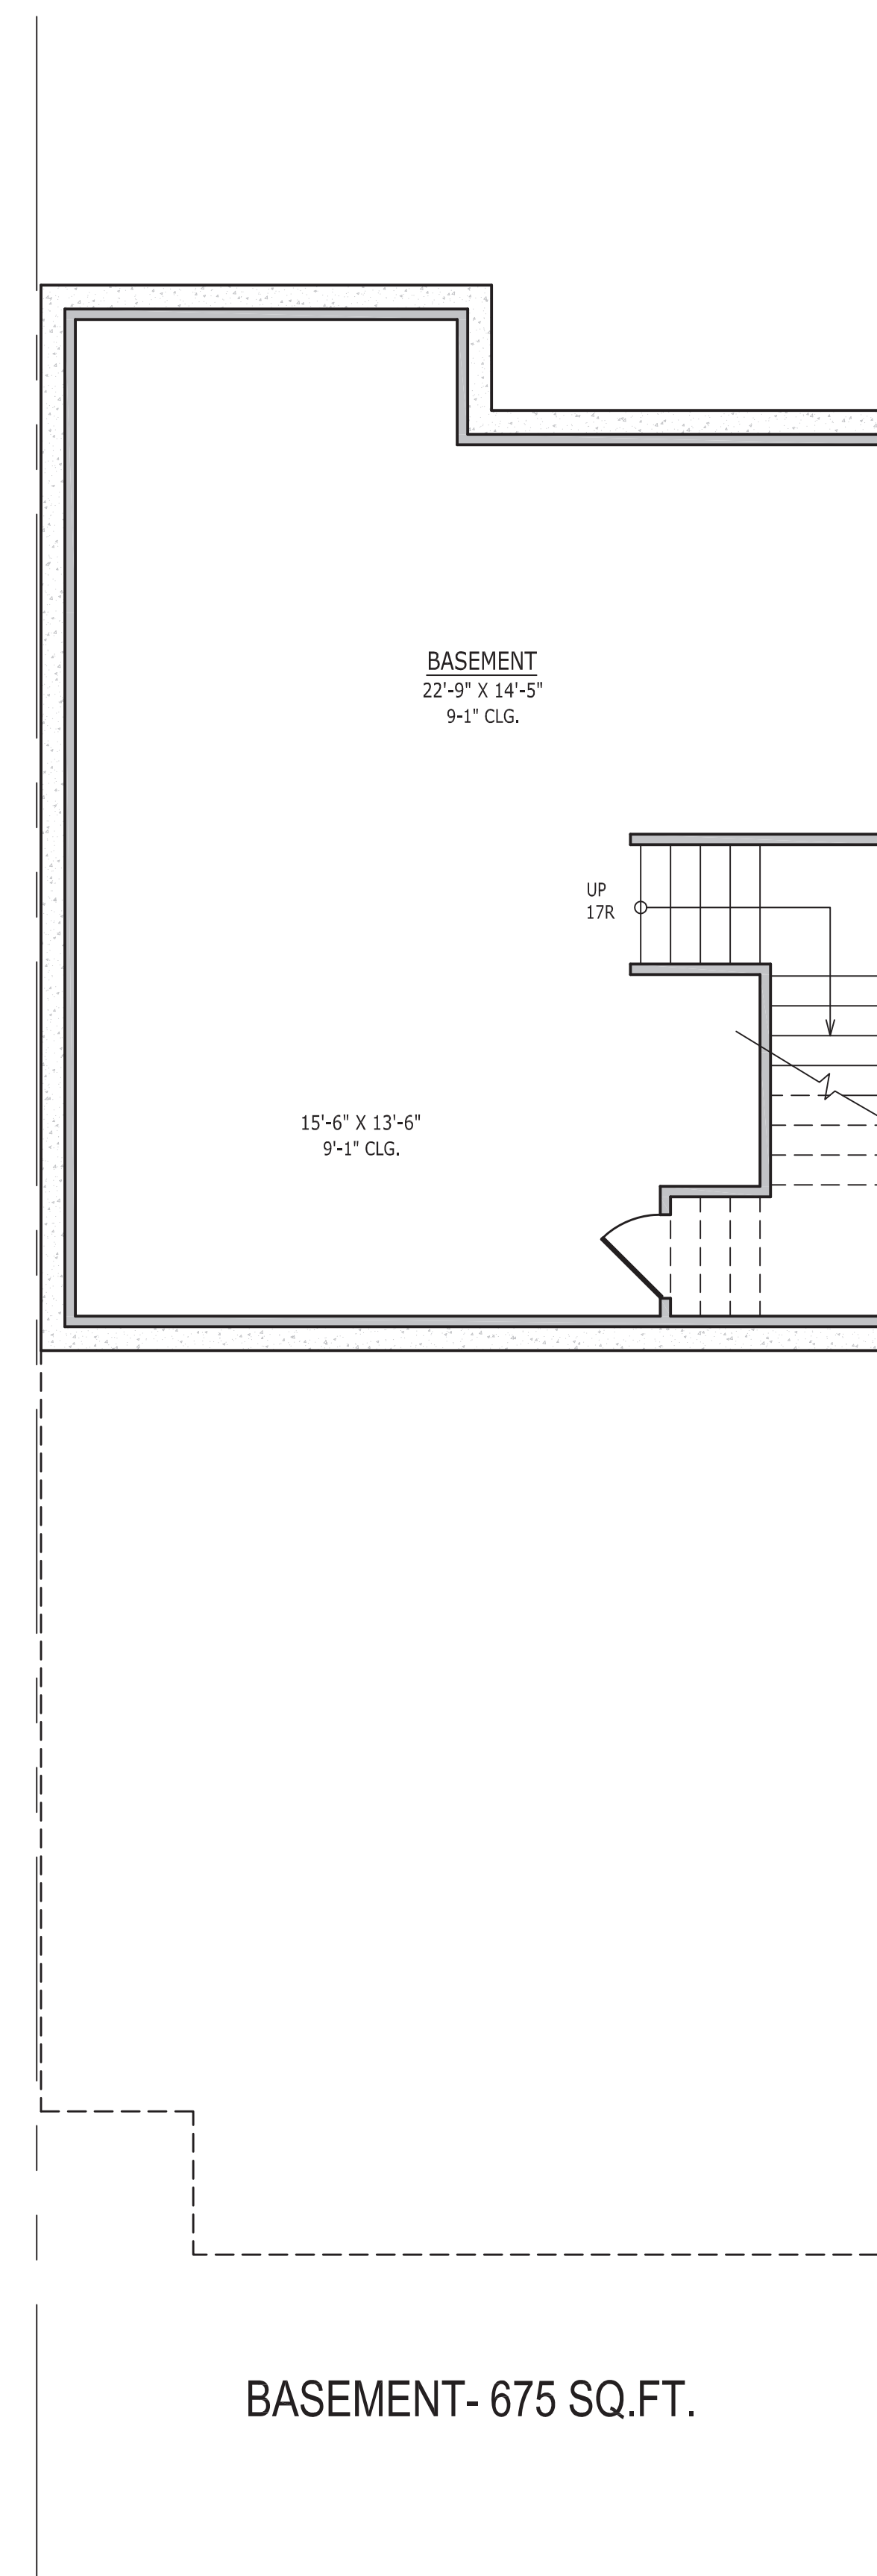 BASEMENT
22'-9" X 14'-5"
9-1" CLG.
UP
17R
15'-6" X 13'-6"
9'-1" CLG.
BASEMENT- 675 SQ.FT.